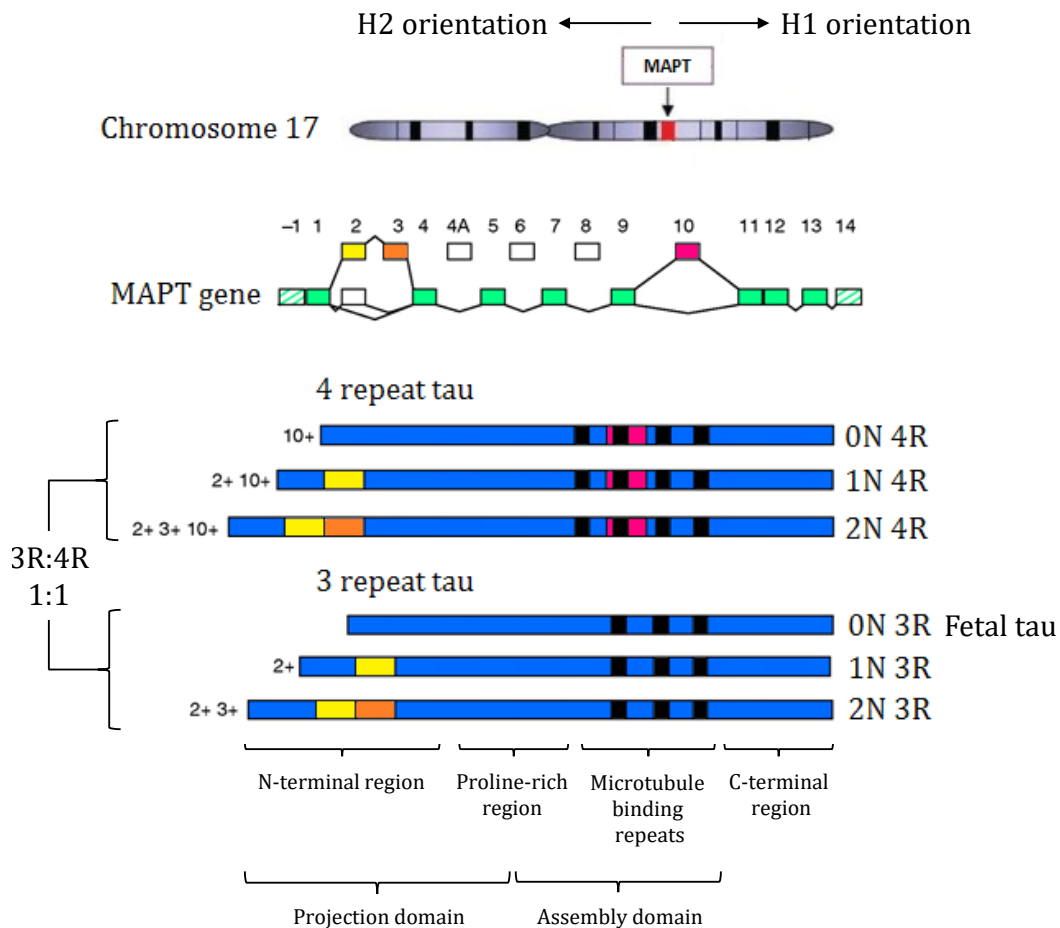 H2 orientation
H1 orientation
MAPT
Chromosome 17
–1 1 2 3 4 4A 5 6 7 8 9 10 11 12 13 14
MAPT gene
4 repeat tau
10+
0N 4R
2+ 10+
1N 4R
2+ 3+ 10+
2N 4R
3R:4R
1:1
3 repeat tau
0N 3R Fetal tau
2+
1N 3R
2+ 3+
2N 3R
N-terminal region
Proline-rich
region
Microtubule
binding
repeats
C-terminal
region
Projection domain
Assembly domain